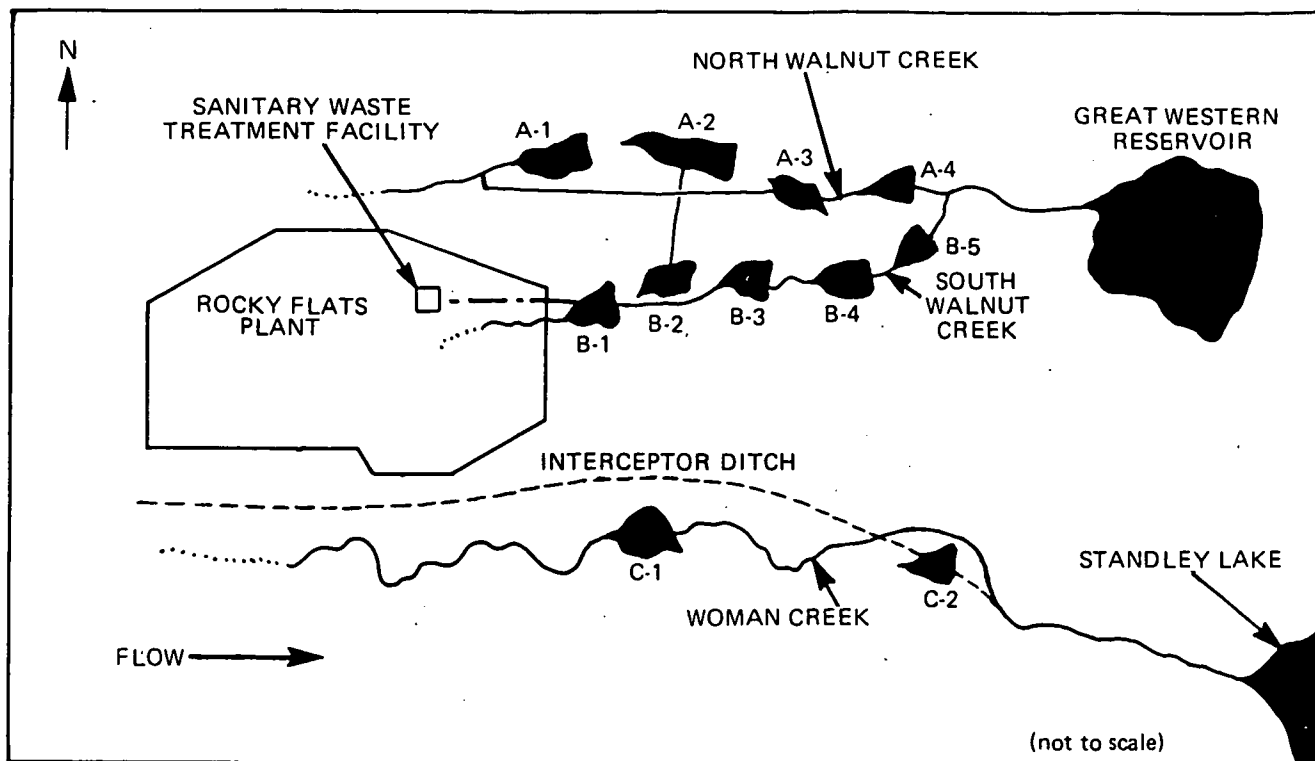 N
NORTH WALNUT
CREEK
SANITARY WASTE
TREATMENT FACILITY
A-1
A-2
A-3
A-4
GREAT WESTERN
RESERVOIR
ROCKY FLATS
PLANT
B-1
B-2
B-3
B-4
B-5
SOUTH
WALNUT
CREEK
INTERCEPTOR DITCH
C-1
C-2
WOMAN CREEK
STANDLEY LAKE
FLOW
(not to scale)